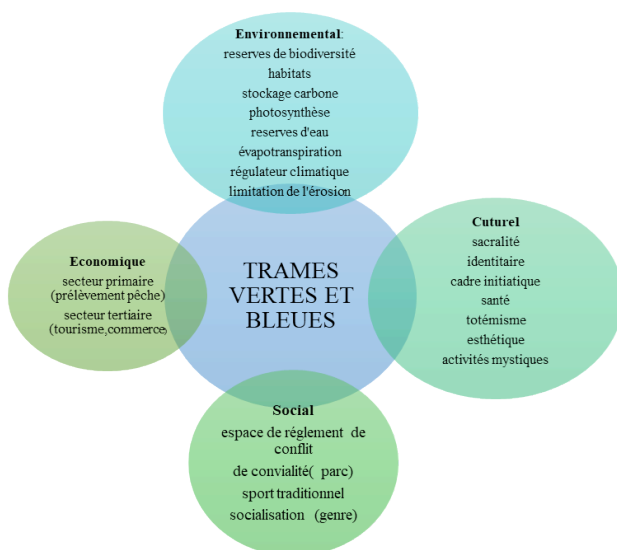 Environnemental:
reserves de biodiversité
habitats
stockage carbone
photosynthèse
reserves d'eau
évapotranspiration
régulateur climatique
limitation de l'érosion
Economique
secteur primaire
(prélèvement pêche)
secteur tertiaire
(tourisme,commerce,
TRAMES
VERTES ET
BLEUES
Cuturel
sacralité
identitaire
cadre initiatique
santé
totémisme
esthétique
activités mystiques
Social
espace de réglement de
conflit
de convialité( parc)
sport traditionnel
socialisation (genre)